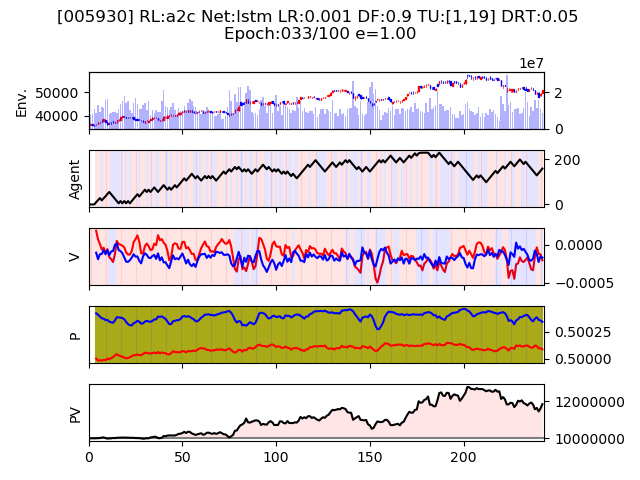 [005930] RL:a2c Net:lstm LR:0.001 DF:0.9 TU:[1,19] DRT:0.05
Epoch:033/100 e=1.00
1e7
Env.
50000
40000
2
0
Agent
200
0
V
0.0000
−0.0005
P
0.50025
0.50000
PV
12000000
10000000
0 50 100 150 200